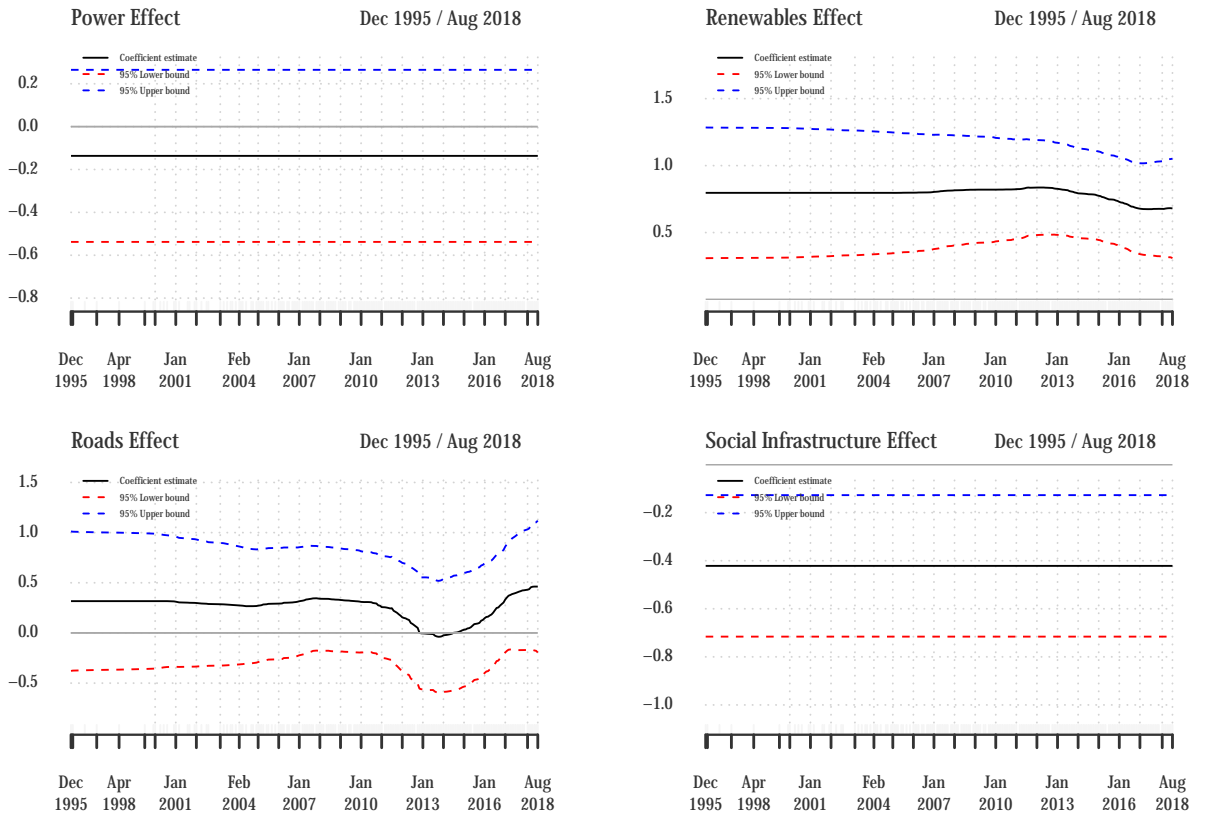 Power Effect Dec 1995 / Aug 2018
Coefficient estimate
95% Lower bound
95% Upper bound
0.2
0.0
−0.2
−0.4
−0.6
−0.8
Dec Apr Jan Feb Jan Jan Jan Jan Aug
1995 1998 2001 2004 2007 2010 2013 2016 2018
Renewables Effect Dec 1995 / Aug 2018
Coefficient estimate
95% Lower bound
95% Upper bound
1.5
1.0
0.5
Dec Apr Jan Feb Jan Jan Jan Jan Aug
1995 1998 2001 2004 2007 2010 2013 2016 2018
Roads Effect Dec 1995 / Aug 2018
Coefficient estimate
95% Lower bound
95% Upper bound
1.5
1.0
0.5
0.0
−0.5
Dec Apr Jan Feb Jan Jan Jan Jan Aug
1995 1998 2001 2004 2007 2010 2013 2016 2018
Social Infrastructure Effect Dec 1995 / Aug 2018
Coefficient estimate
95% Lower bound
95% Upper bound
−0.2
−0.4
−0.6
−0.8
−1.0
Dec Apr Jan Feb Jan Jan Jan Jan Aug
1995 1998 2001 2004 2007 2010 2013 2016 2018